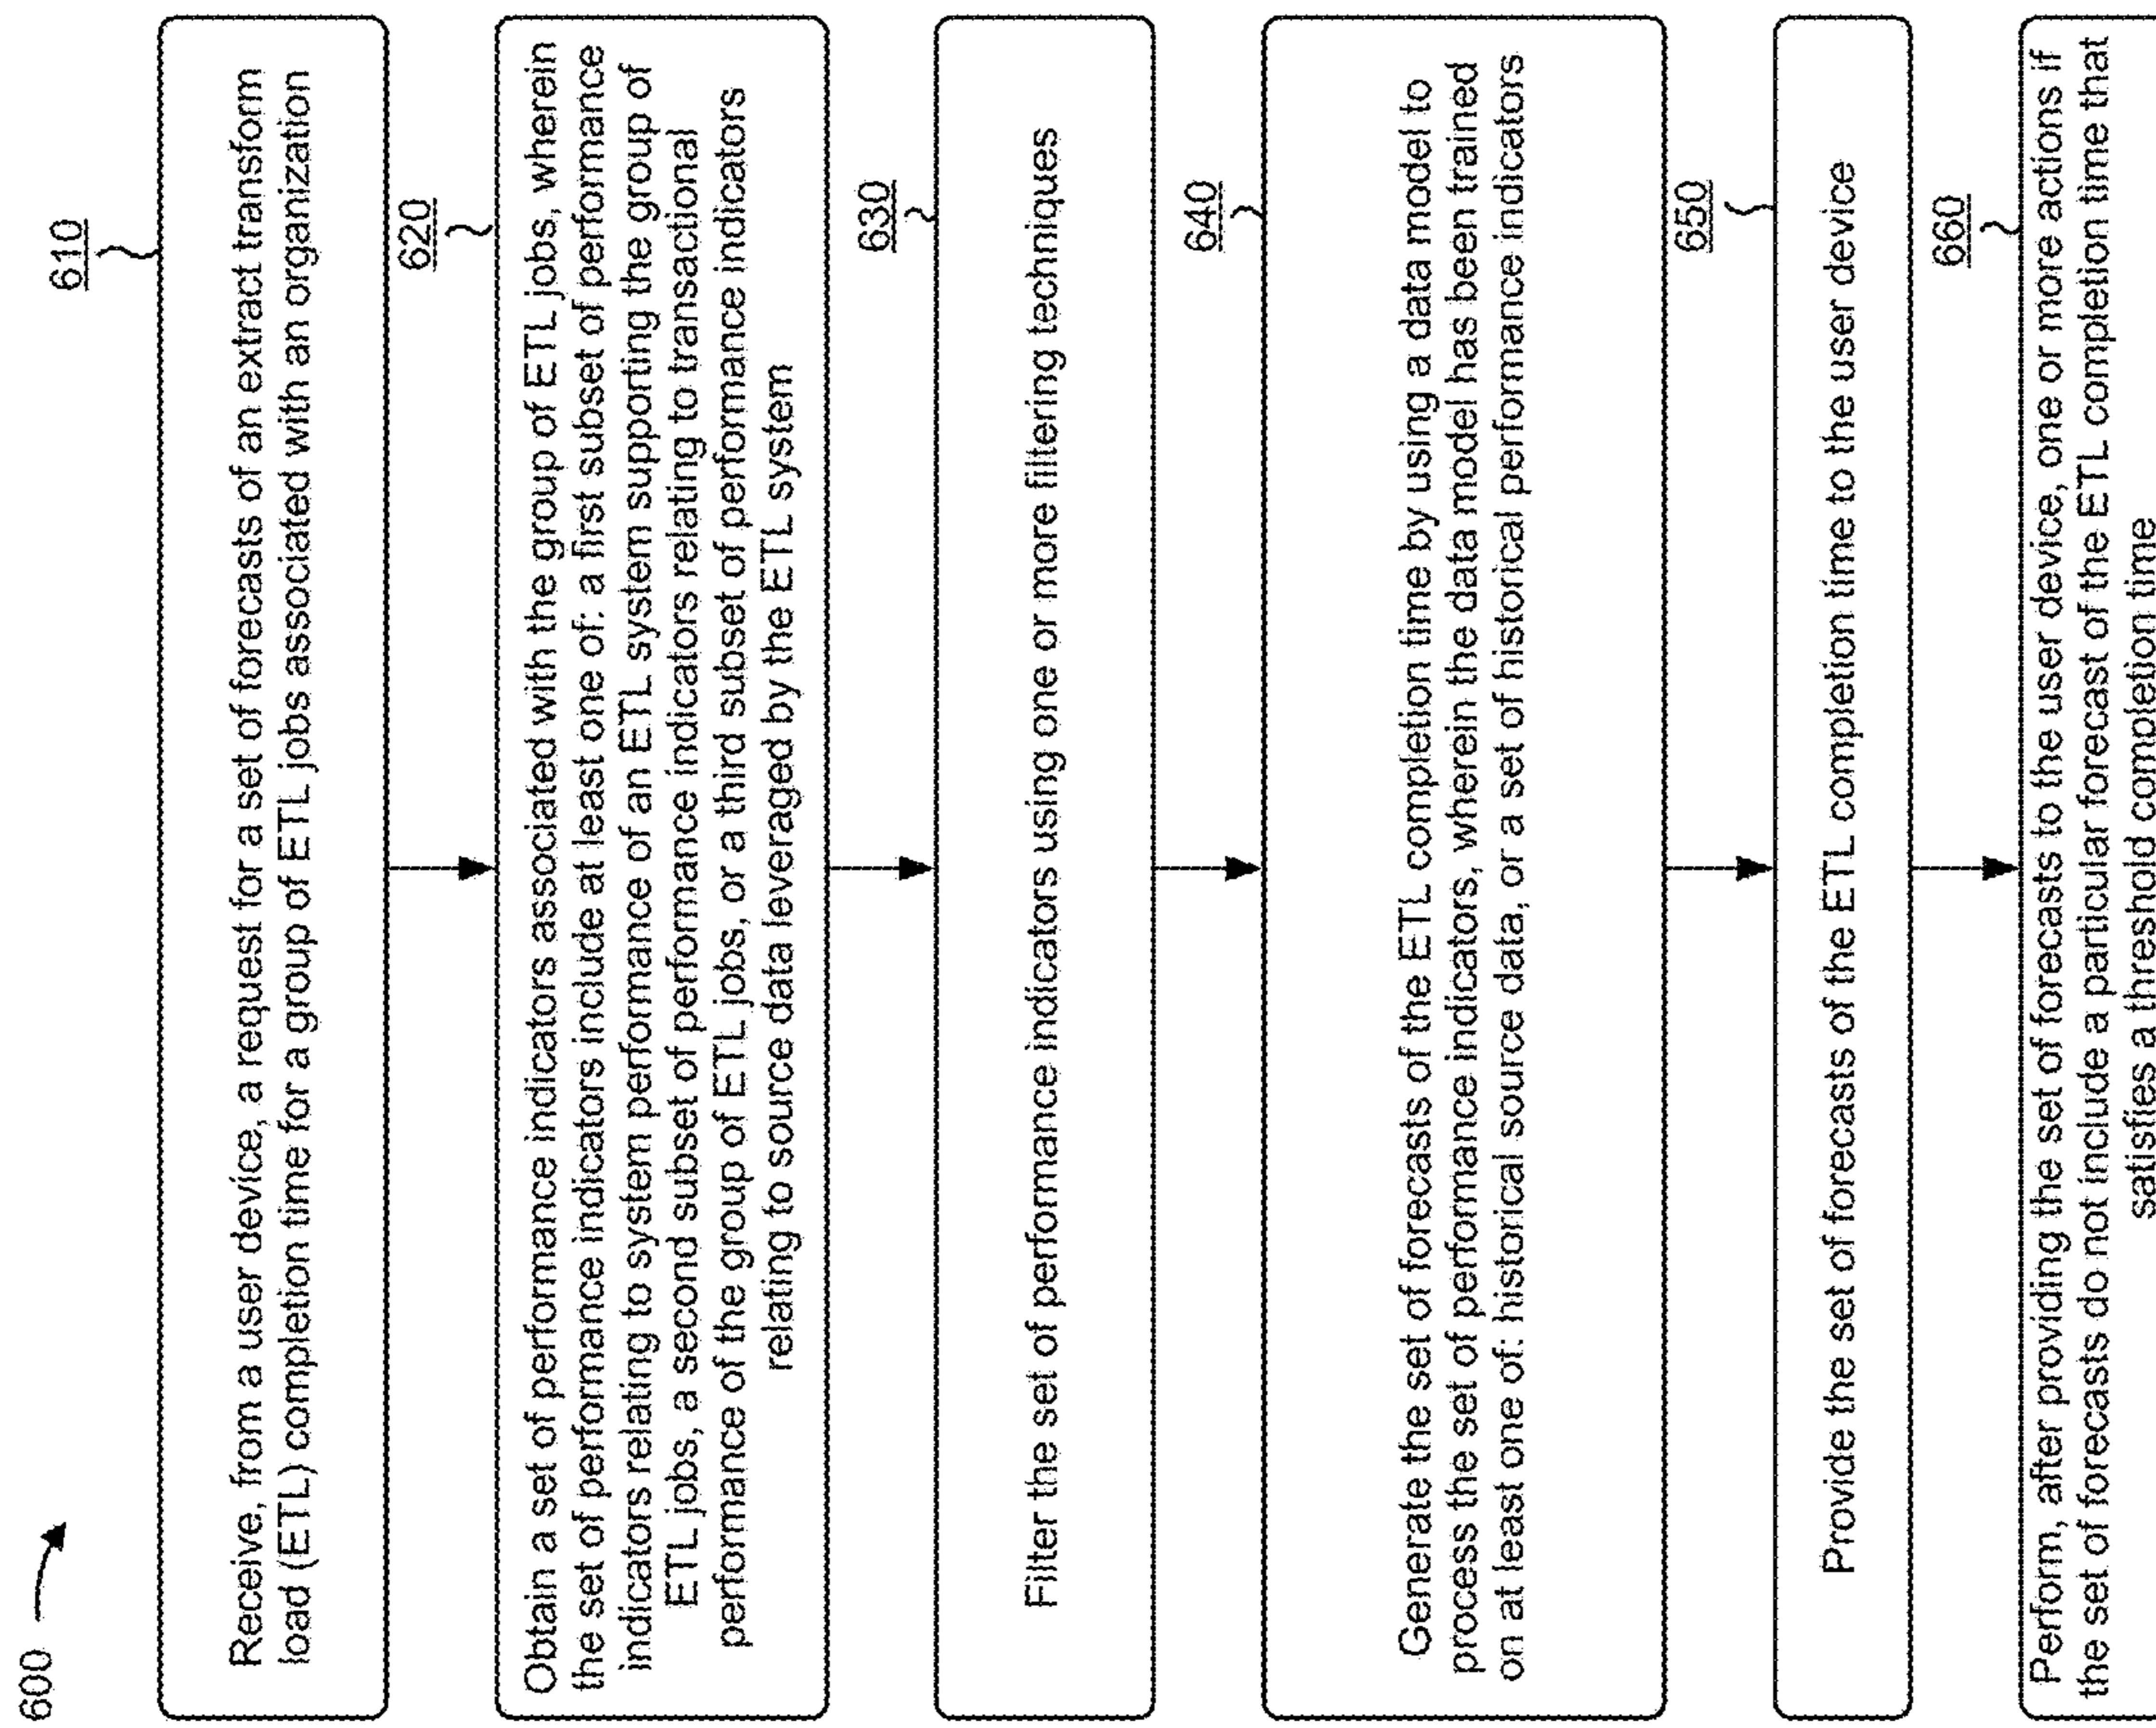 600
610
Receive, from a user device, a request for a set of forecasts of an extract transform
load (ETL) completion time for a group of ETL jobs associated with an organization
620
Obtain a set of performance indicators associated with the group of ETL jobs, wherein
the set of performance indicators include at least one of: a first subset of performance
indicators relating to system performance of an ETL system supporting the group of
ETL jobs, a second subset of performance indicators relating to transactional
performance of the group of ETL jobs, or a third subset of performance indicators
relating to source data leveraged by the ETL system
630
Filter the set of performance indicators using one or more filtering techniques
640
Generate the set of forecasts of the ETL completion time by using a data model to
process the set of performance indicators, wherein the data model has been trained
on at least one of: historical source data, or a set of historical performance indicators
650
Provide the set of forecasts of the ETL completion time to the user device
660
Perform, after providing the set of forecasts to the user device, one or more actions if
the set of forecasts do not include a particular forecast of the ETL completion time that
satisfies a threshold completion time